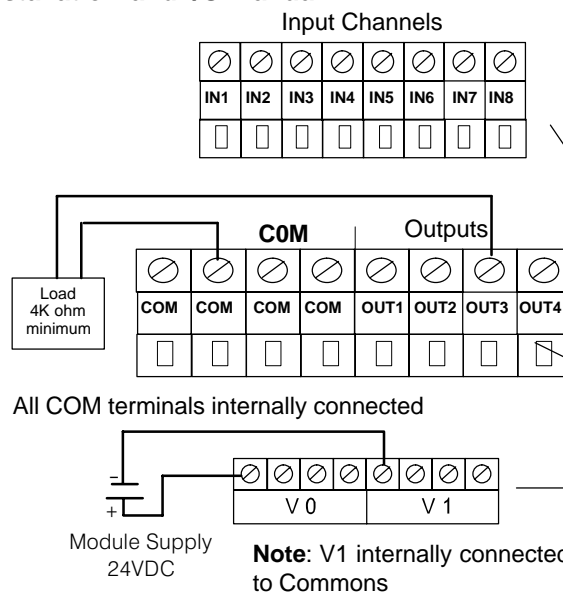 Input Channels
IN1 IN2 IN3 IN4 IN5 IN6 IN7 IN8
C0M Outputs
Load
4K ohm
minimum
COM COM COM COM OUT1 OUT2 OUT3 OUT4
All COM terminals internally connected
−
+
V 0 V 1
Module Supply
24VDC
Note: V1 internally connected
to Commons